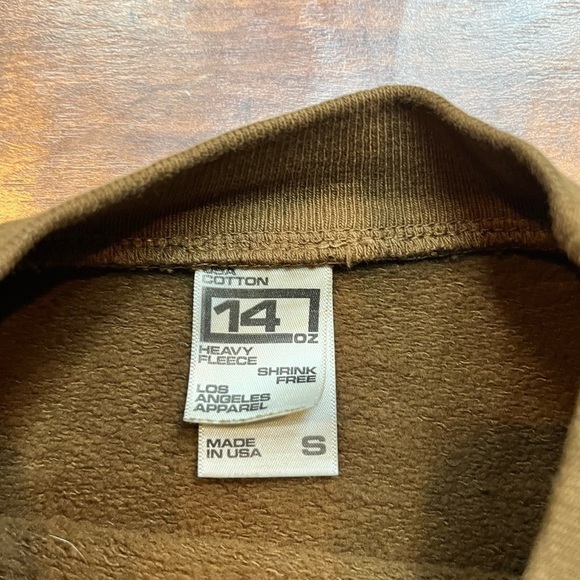 USA
COTTON
14
OZ
HEAVY
FLEECE
SHRINK
FREE
LOS
ANGELES
APPAREL
MADE
IN USA
S